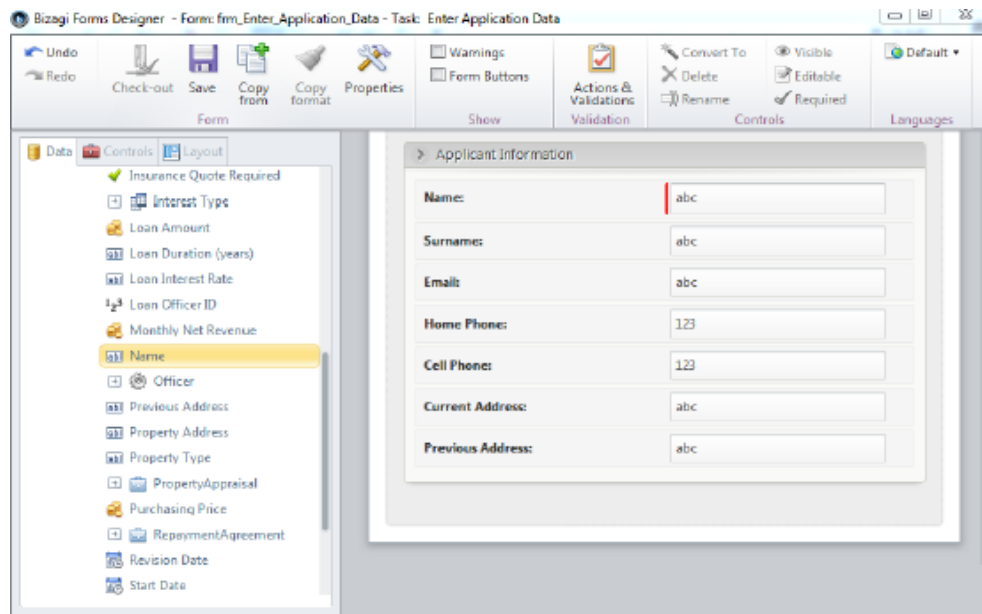 Bizagi Forms Designer - Form: frm_Enter_Application_Data - Task: Enter Application Data
Undo
Redo
Check-out
Save
Copy from
Copy format
Properties
Form
Warnings
Form Buttons
Show
Actions & Validations
Validation
Convert To
Delete
Rename
Visible
Editable
Required
Controls
Default
Languages
Data Controls Layout
Insurance Quote Required
Interest Type
Loan Amount
Loan Duration (years)
Loan Interest Rate
Loan Officer ID
Monthly Net Revenue
Name
Officer
Previous Address
Property Address
Property Type
PropertyAppraisal
Purchasing Price
RepaymentAgreement
Revision Date
Start Date
Applicant Information
Name: abc
Surname: abc
Email: abc
Home Phone: 123
Cell Phone: 123
Current Address: abc
Previous Address: abc